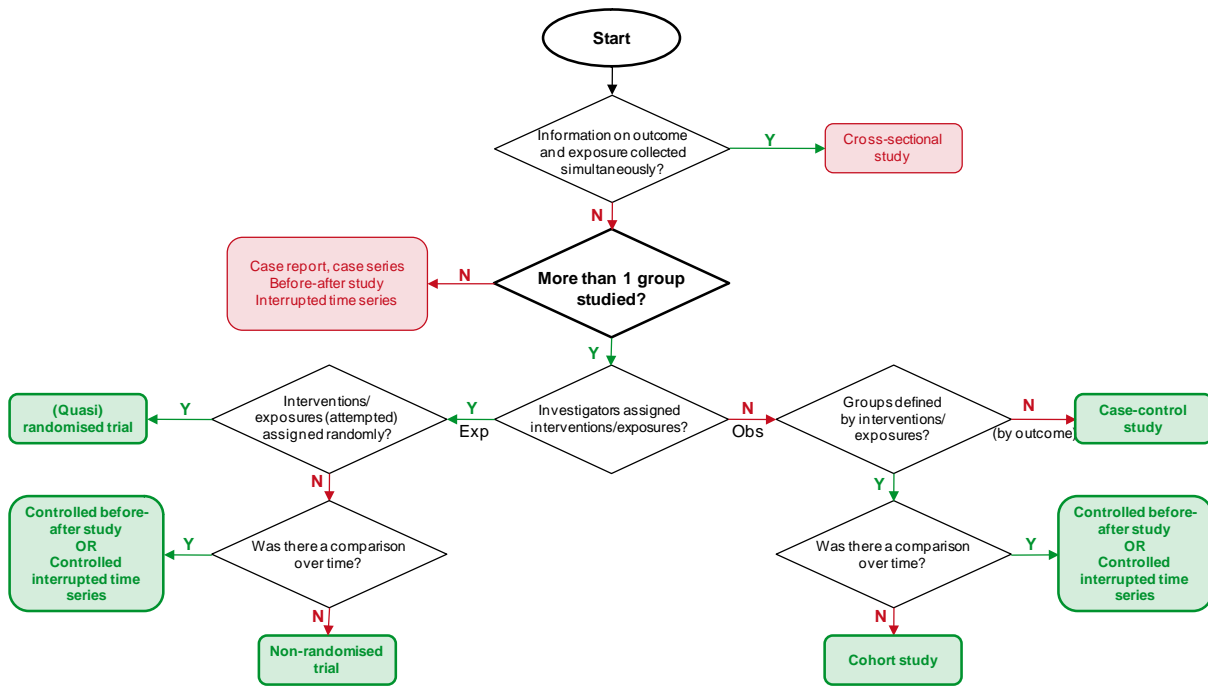 Start
Information on outcome
and exposure collected
simultaneously?
Y
Cross-sectional
study
N
Case report, case series
Before-after study
Interrupted time series
N
More than 1 group
studied?
Y
(Quasi)
randomised trial
Y
Interventions/
exposures (attempted)
assigned randomly?
Y
Exp
Investigators assigned
interventions/exposures?
N
Obs
Groups defined
by interventions/
exposures?
N
(by outcome)
Case-control
study
N
Y
Controlled before-
after study
OR
Controlled
interrupted time
series
Y
Was there a comparison
over time?
Was there a comparison
over time?
Y
Controlled before-
after study
OR
Controlled
interrupted time
series
N
N
Non-randomised
trial
Cohort study